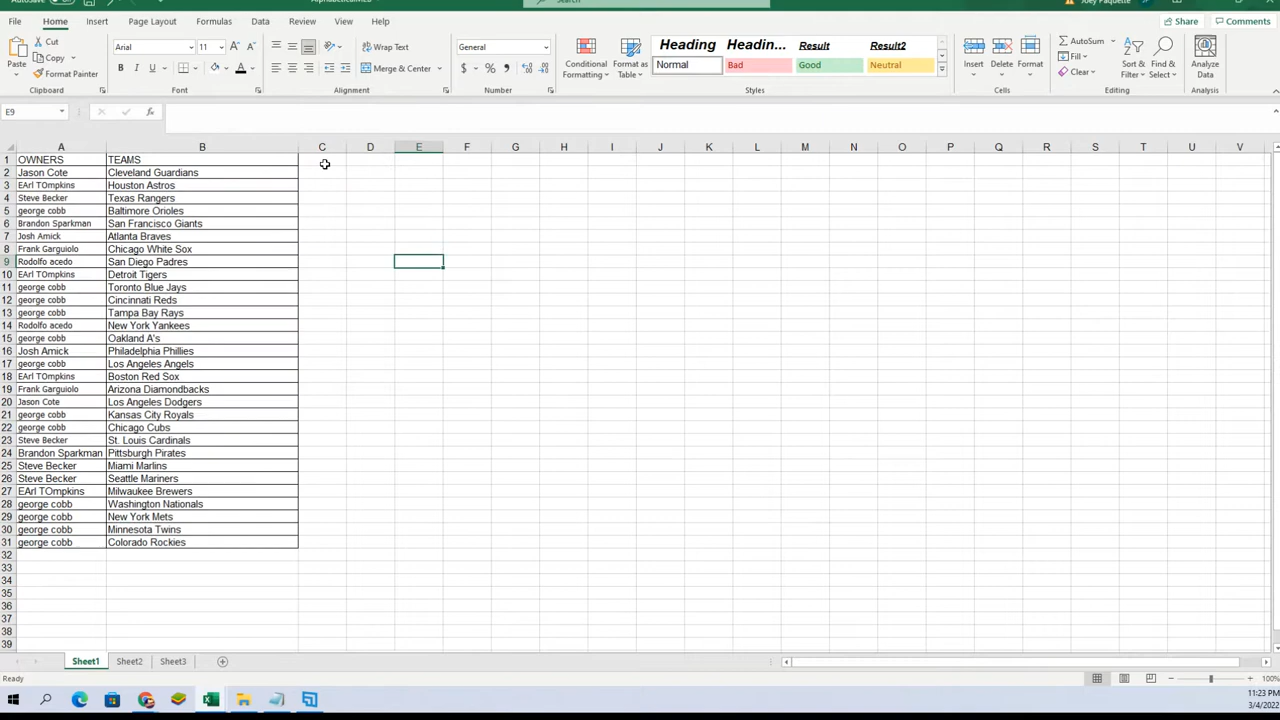 Joey Paquette
Search
File Home Insert Page Layout Formulas Data Review View Help Share Comments
Paste Cut Copy Format Painter Clipboard
Arial 11 A A B I U A Font
Wrap Text Merge & Center Alignment
General $ % 9 Number
Conditional Formatting Format as Table
Heading Headin... Result Result2
Normal Bad Good Neutral
Styles
Insert Delete Format Cells
AutoSum Fill Clear Sort & Filter Find & Select Editing
Analyze Data Analysis
E9 fx
A B C D E F G H I J K L M N O P Q R S T U V
1 OWNERS TEAMS
2 Jason Cote Cleveland Guardians
3 EArl TOmpkins Houston Astros
4 Steve Becker Texas Rangers
5 george cobb Baltimore Orioles
6 Brandon Sparkman San Francisco Giants
7 Josh Amick Atlanta Braves
8 Frank Garguiolo Chicago White Sox
9 Rodolfo acedo San Diego Padres
10 EArl TOmpkins Detroit Tigers
11 george cobb Toronto Blue Jays
12 george cobb Cincinnati Reds
13 george cobb Tampa Bay Rays
14 Rodolfo acedo New York Yankees
15 george cobb Oakland A's
16 Josh Amick Philadelphia Phillies
17 george cobb Los Angeles Angels
18 EArl TOmpkins Boston Red Sox
19 Frank Garguiolo Arizona Diamondbacks
20 Jason Cote Los Angeles Dodgers
21 george cobb Kansas City Royals
22 george cobb Chicago Cubs
23 Steve Becker St. Louis Cardinals
24 Brandon Sparkman Pittsburgh Pirates
25 Steve Becker Miami Marlins
26 Steve Becker Seattle Mariners
27 EArl TOmpkins Milwaukee Brewers
28 george cobb Washington Nationals
29 george cobb New York Mets
30 george cobb Minnesota Twins
31 george cobb Colorado Rockies
32
33
34
35
36
37
38
39
Sheet1 Sheet2 Sheet3
Ready 100%
11:23 PM
3/4/2022